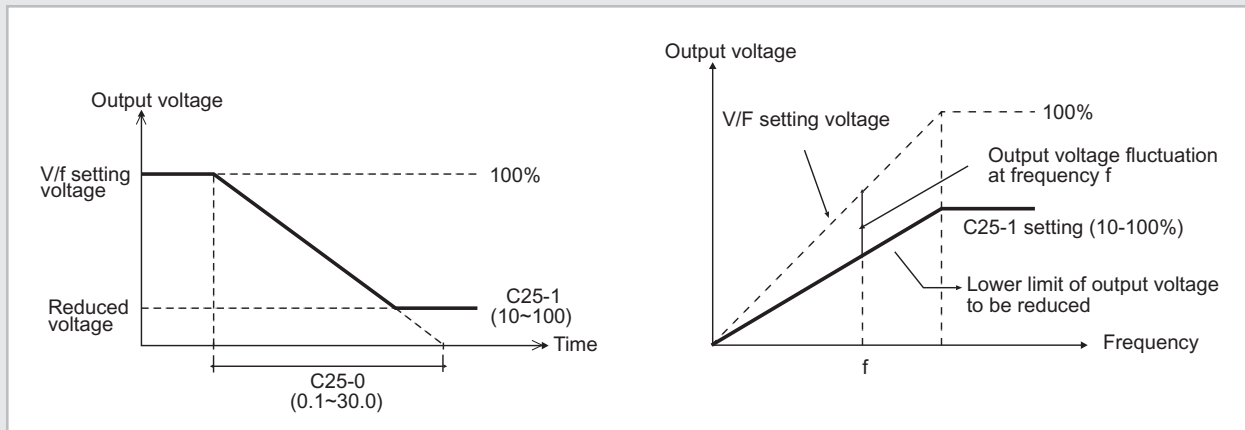 Output voltage
V/f setting
voltage
100%
Reduced
voltage
C25-1
(10~100)
Time
C25-0
(0.1~30.0)
Output voltage
V/F setting voltage
100%
Output voltage fluctuation
at frequency f
C25-1 setting (10-100%)
Lower limit of output voltage
to be reduced
Frequency
f